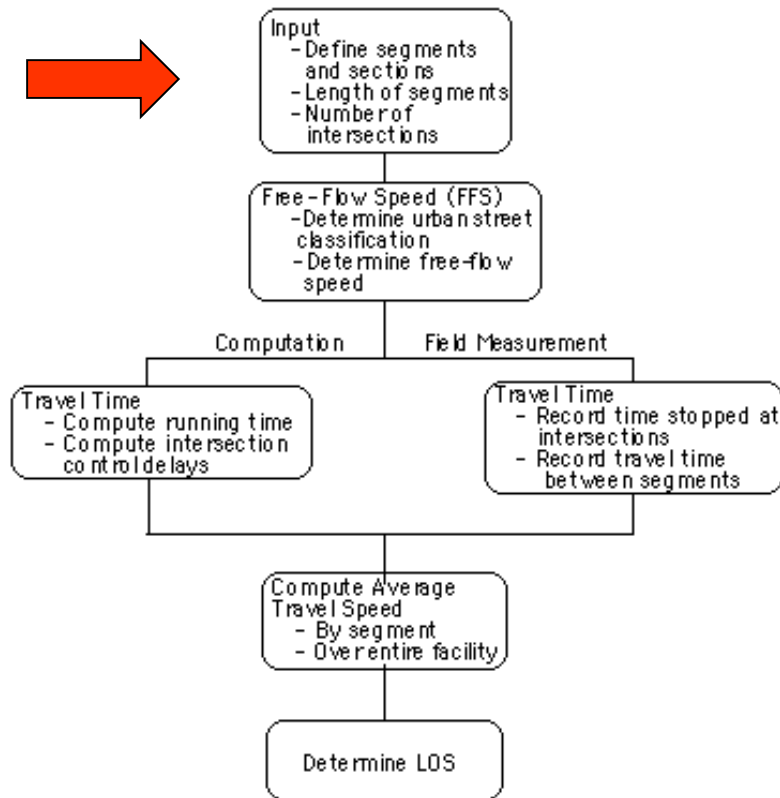 Input
- Define segments
and sections
- Length of segments
- Number of
intersections
Free-Flow Speed (FFS)
- Determine urban street
classification
- Determine free-flow
speed
Computation
Field Measurement
Travel Time
- Compute running time
- Compute intersection
control delays
Travel Time
- Record time stopped at
intersections
- Record travel time
between segments
Compute Average
Travel Speed
- By segment
- Over entire facility
Determine LOS